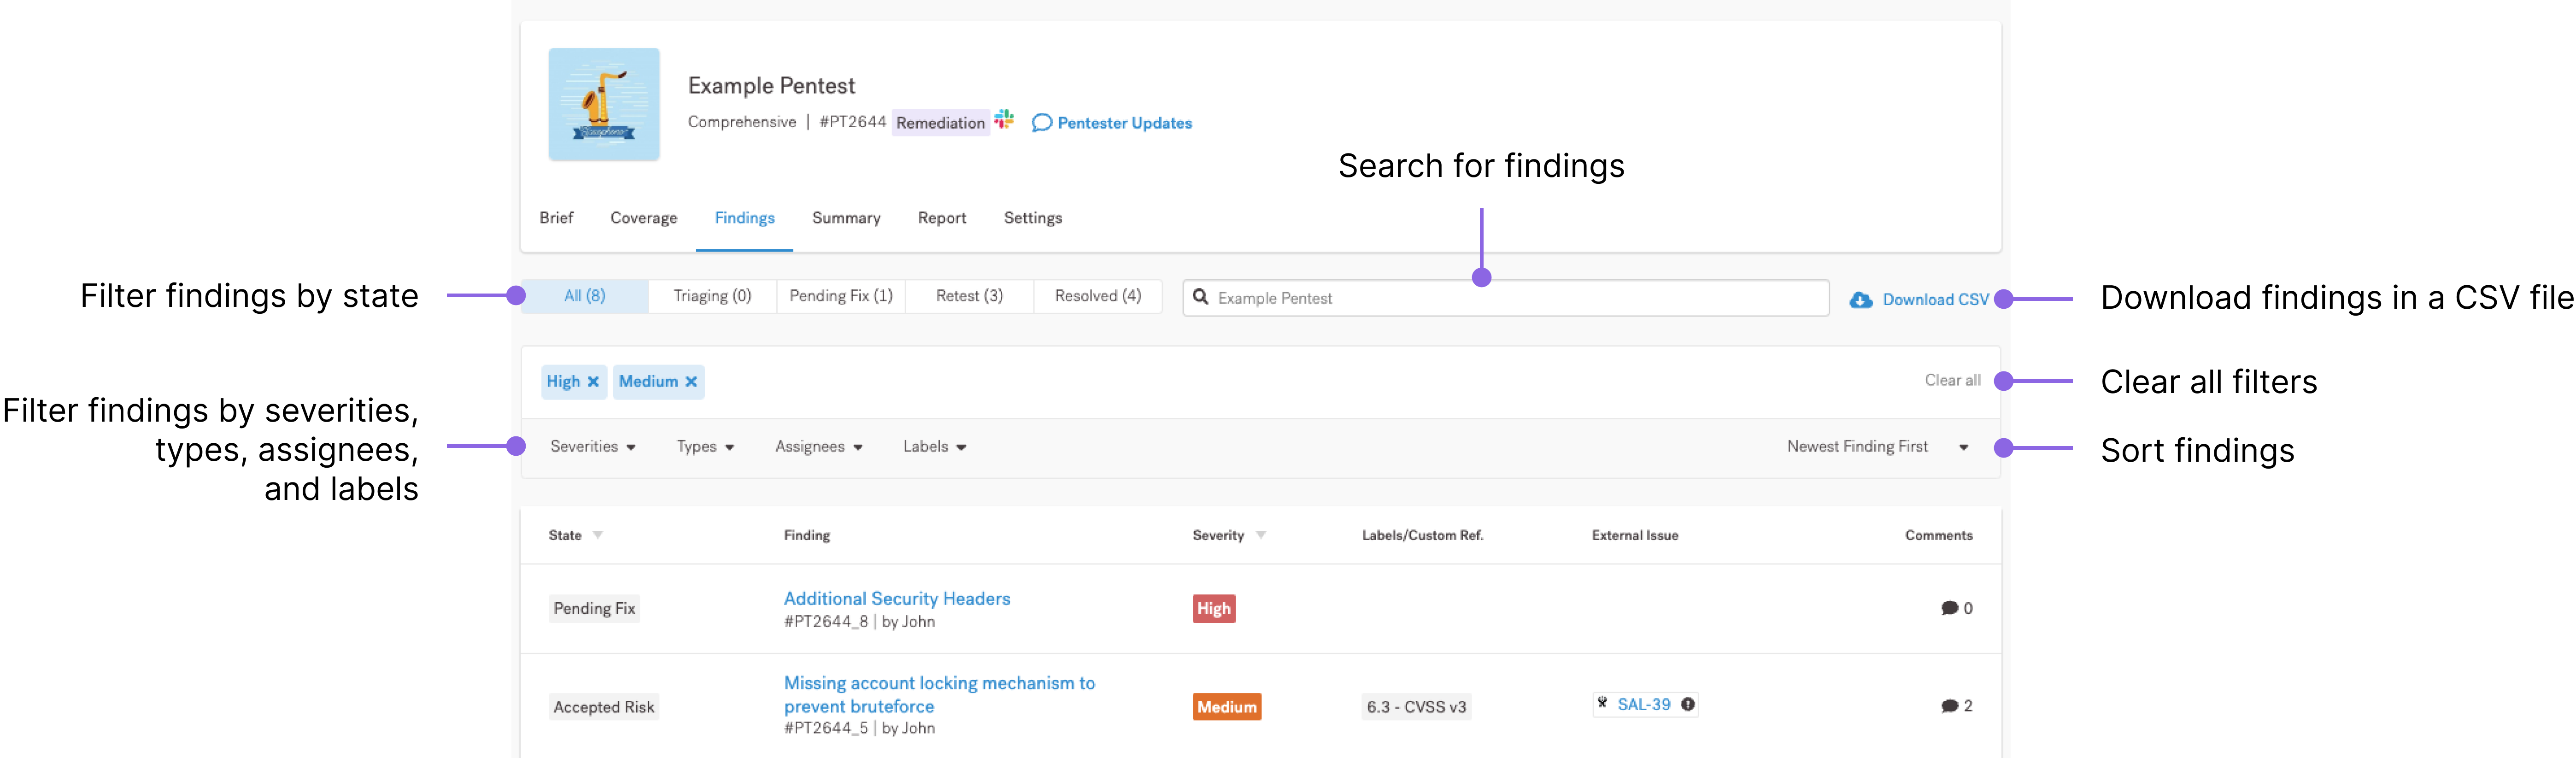 Example Pentest
Comprehensive | #PT2644 Remediation Pentester Updates
Saxophone
Search for findings
Brief Coverage Findings Summary Report Settings
Filter findings by state
All (8) Triaging (0) Pending Fix (1) Retest (3) Resolved (4)
Example Pentest
Download CSV
Download findings in a CSV file
High Medium
Clear all
Clear all filters
Filter findings by severities,
types, assignees,
and labels
Severities Types Assignees Labels
Newest Finding First
Sort findings
State Finding Severity Labels/Custom Ref. External Issue Comments
Pending Fix
Additional Security Headers
#PT2644_8 | by John
High
0
Accepted Risk
Missing account locking mechanism to
prevent bruteforce
#PT2644_5 | by John
Medium
6.3 - CVSS v3
SAL-39
2